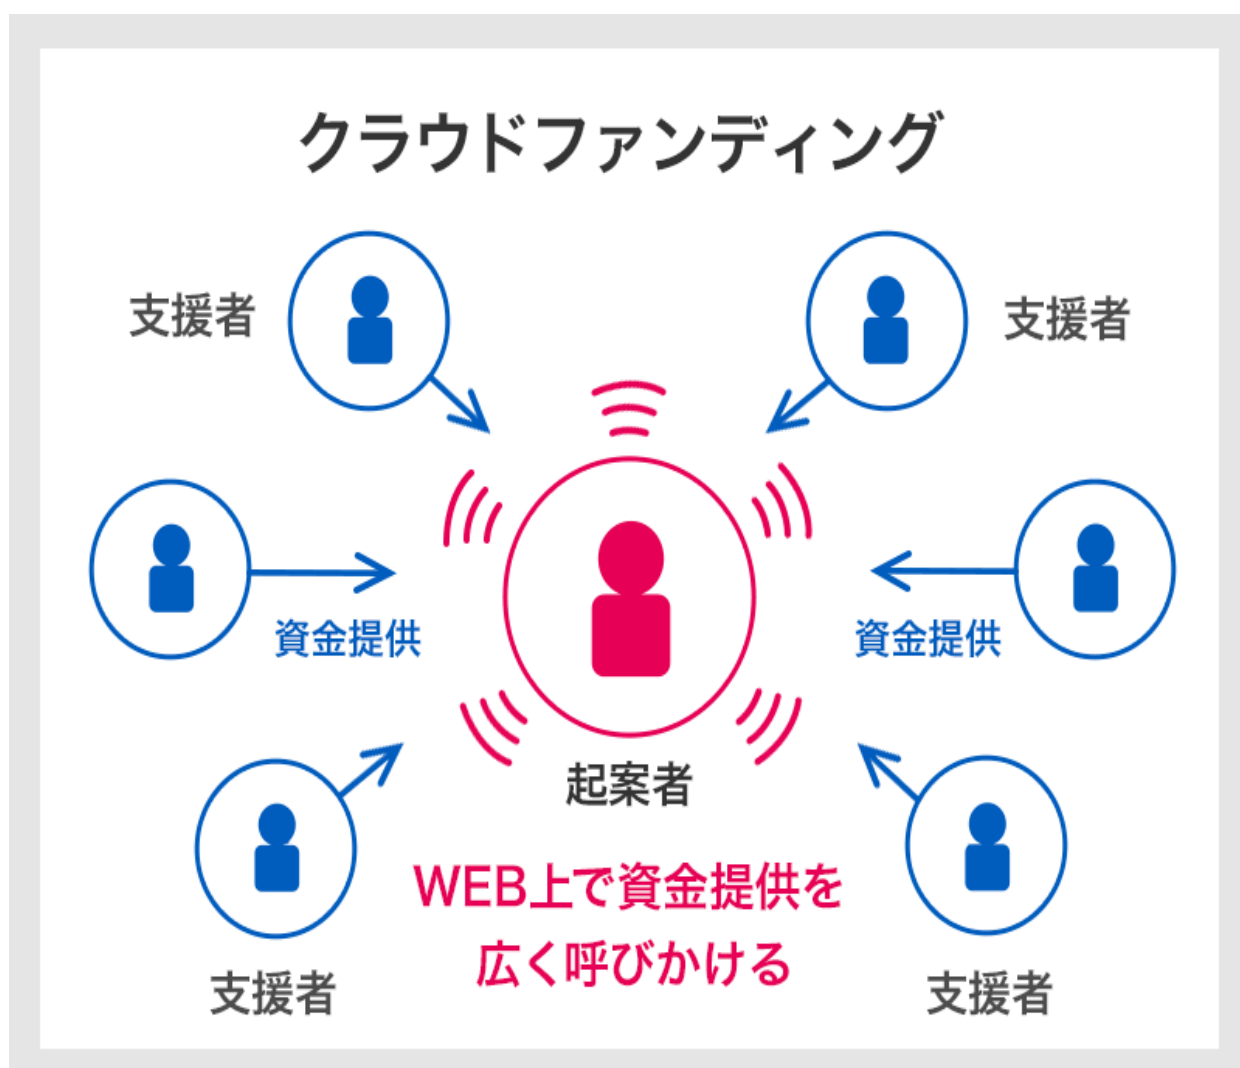 クラウドファンディング
支援者
支援者
資金提供
資金提供
起案者
WEB上で資金提供を
広く呼びかける
支援者
支援者